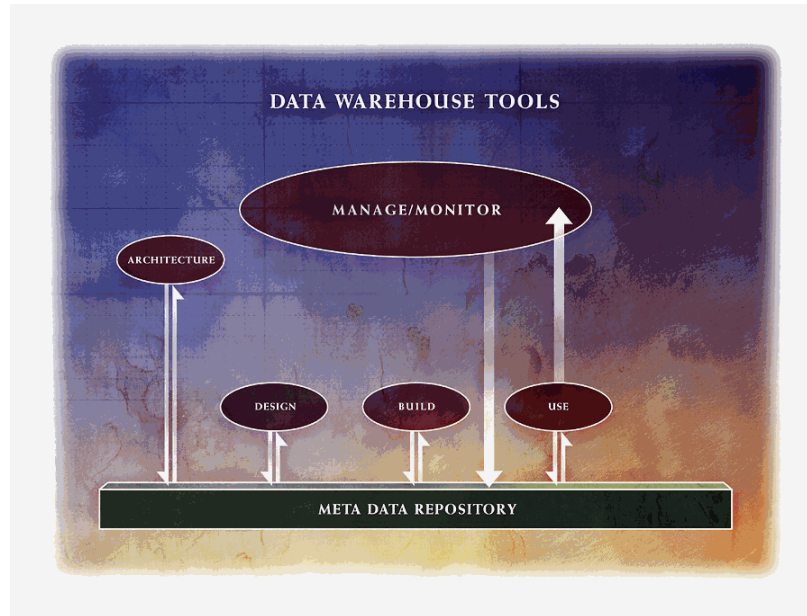 DATA WAREHOUSE TOOLS
MANAGE/MONITOR
ARCHITECTURE
DESIGN
BUILD
USE
META DATA REPOSITORY